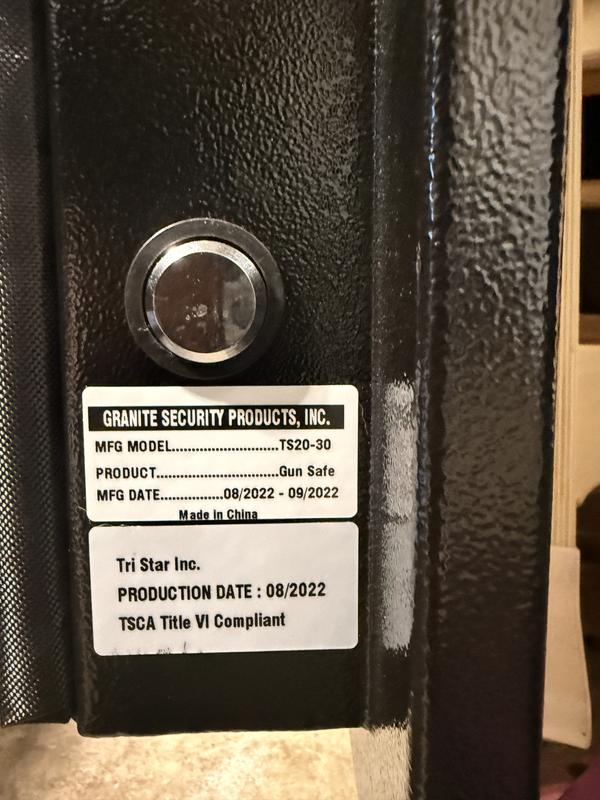 GRANITE SECURITY PRODUCTS, INC.
MFG MODEL...........................TS20-30
PRODUCT..............................Gun Safe
MFG DATE...............08/2022 - 09/2022
Made in China
Tri Star Inc.
PRODUCTION DATE : 08/2022
TSCA Title VI Compliant